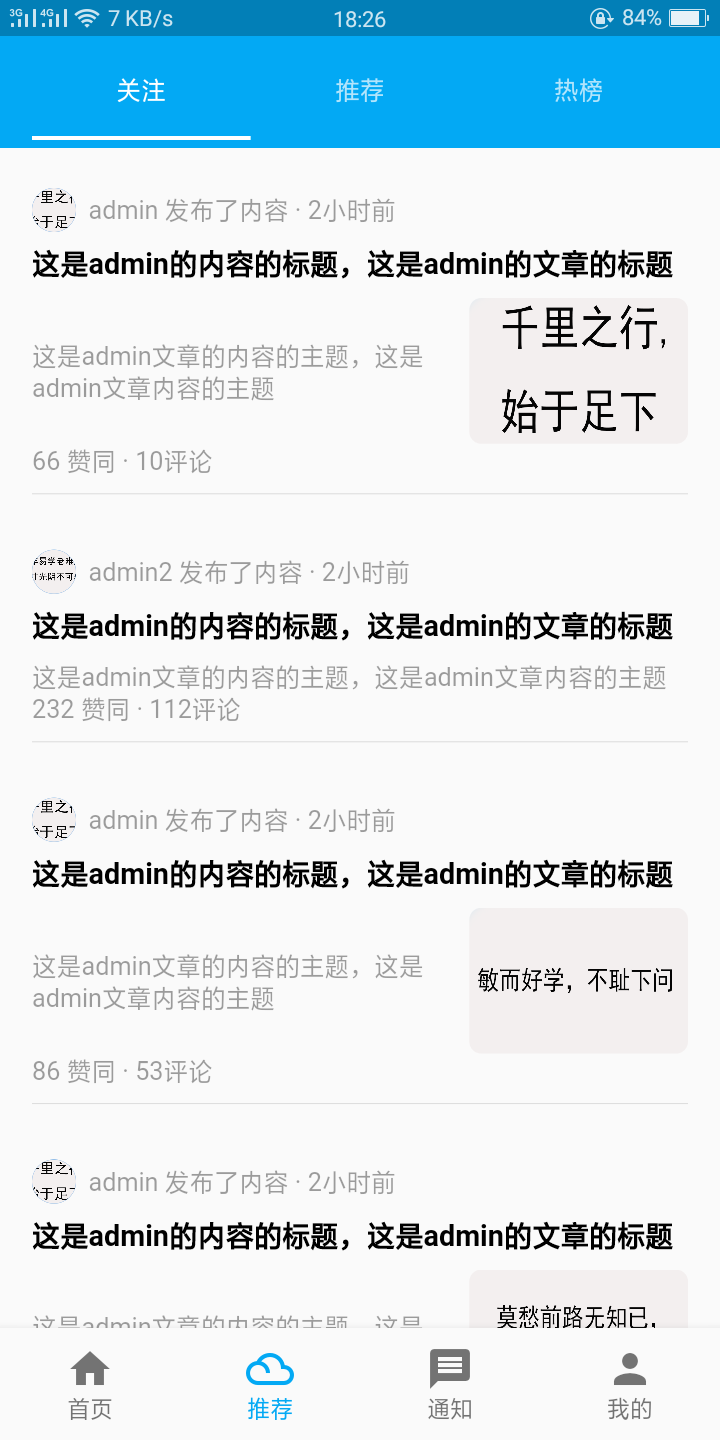 3G 4G 7 KB/s 18:26 84%
关注 推荐 热榜
里之
始于足下
admin 发布了内容 · 2小时前
这是admin的内容的标题，这是admin的文章的标题
这是admin文章的内容的主题，这是
admin文章内容的主题
千里之行,
始于足下
66 赞同 · 10评论
易学老难
光阴不可
admin2 发布了内容 · 2小时前
这是admin的内容的标题，这是admin的文章的标题
这是admin文章的内容的主题，这是admin文章内容的主题
232 赞同 · 112评论
里之
于足
admin 发布了内容 · 2小时前
这是admin的内容的标题，这是admin的文章的标题
这是admin文章的内容的主题，这是
admin文章内容的主题
敏而好学，不耻下问
86 赞同 · 53评论
里之
于足
admin 发布了内容 · 2小时前
这是admin的内容的标题，这是admin的文章的标题
这是admin文章的内容的主题，这是
莫愁前路无知己，
首页 推荐 通知 我的